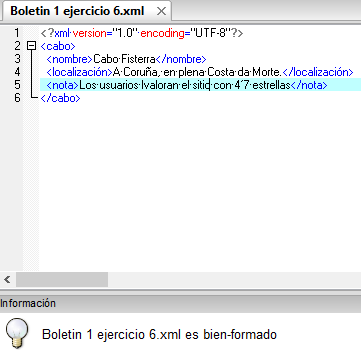 Boletin 1 ejercicio 6.xml
1 <?xml version="1.0" encoding="UTF-8"?>
2 <cabo>
3 <nombre>Cabo Fisterra</nombre>
4 <localización>A Coruña, en plena Costa da Morte.</localización>
5 <nota>Los usuarios lvaloran el sitio con 4´7 estrellas</nota>
6 </cabo>
Información
Boletin 1 ejercicio 6.xml es bien-formado